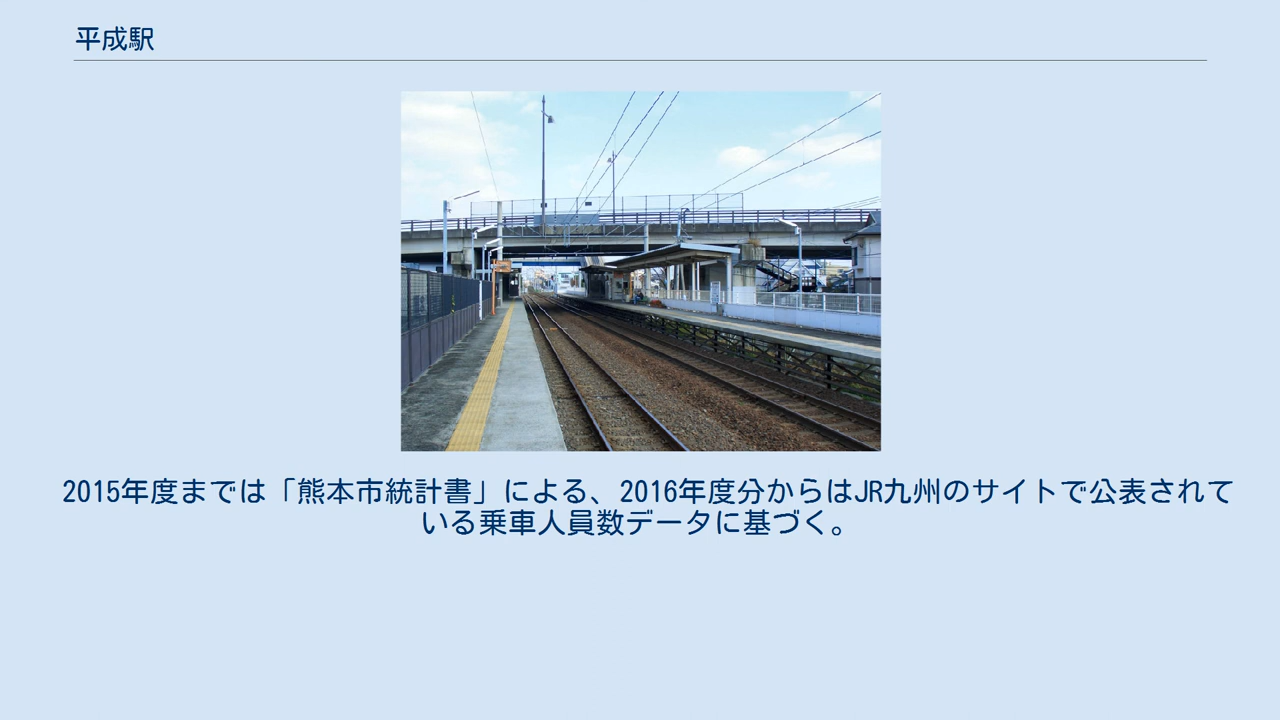 平成駅
2015年度までは「熊本市統計書」による、2016年度分からはJR九州のサイトで公表されて
いる乗車人員数データに基づく。